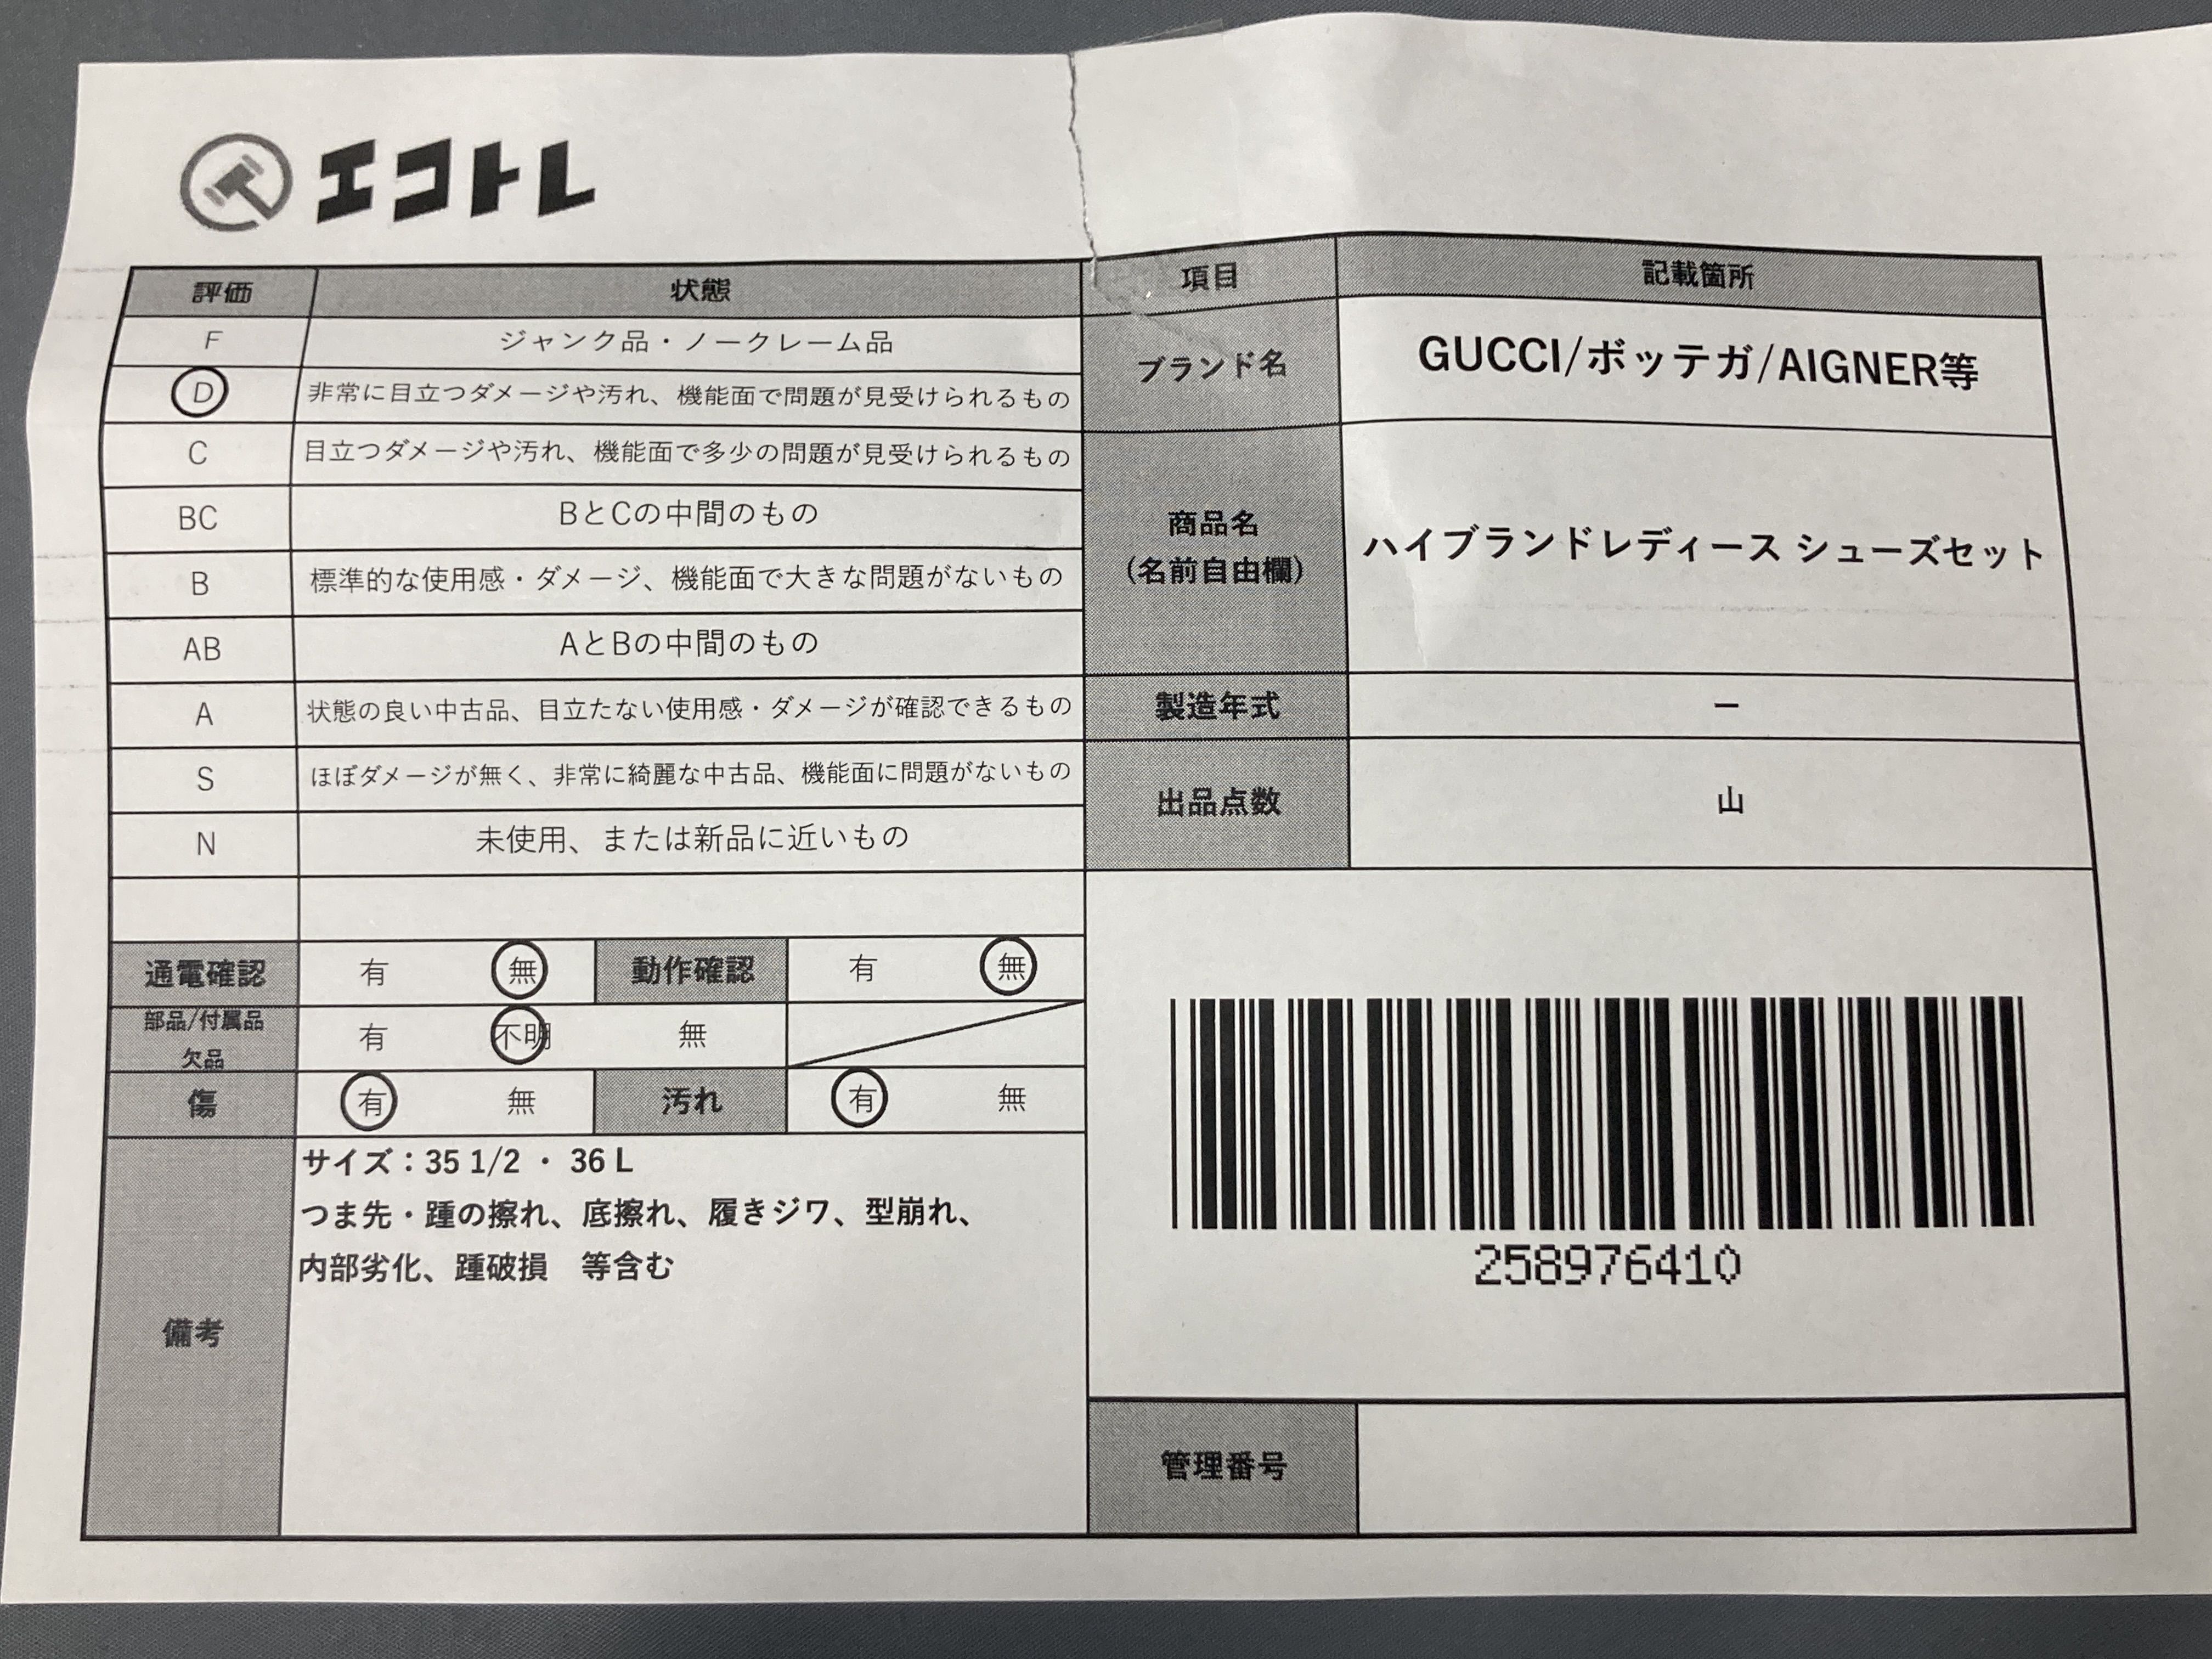 エコトレ
評価 状態
F ジャンク品・ノークレーム品
D 非常に目立つダメージや汚れ、機能面で問題が見受けられるもの
C 目立つダメージや汚れ、機能面で多少の問題が見受けられるもの
BC BとCの中間のもの
B 標準的な使用感・ダメージ、機能面で大きな問題がないもの
AB AとBの中間のもの
A 状態の良い中古品、目立たない使用感・ダメージが確認できるもの
S ほぼダメージが無く、非常に綺麗な中古品、機能面に問題がないもの
N 未使用、または新品に近いもの
通電確認 有 無 動作確認 有 無
部品/付属品
欠品 有 不明 無
傷 有 無 汚れ 有 無
備考
サイズ：35 1/2 ・ 36 L
つま先・踵の擦れ、底擦れ、履きジワ、型崩れ、
内部劣化、踵破損　等含む
項目 記載箇所
ブランド名 GUCCI/ボッテガ/AIGNER等
商品名
(名前自由欄)
ハイブランドレディース シューズセット
製造年式 ー
出品点数 山
258976410
管理番号